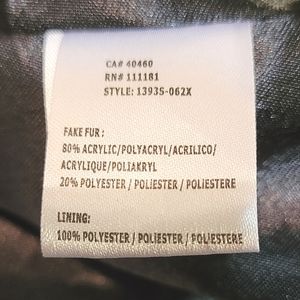 CA# 40460
RN# 111181
STYLE: 13935-062X
FAKE FUR :
80% ACRYLIC/POLYACRYL/ACRILICO/
ACRYLIQUE/POLIAKRYL
20% POLYESTER / POLIESTER / POLIESTERE
LINING:
100% POLYESTER / POLIESTER / POLIESTERE